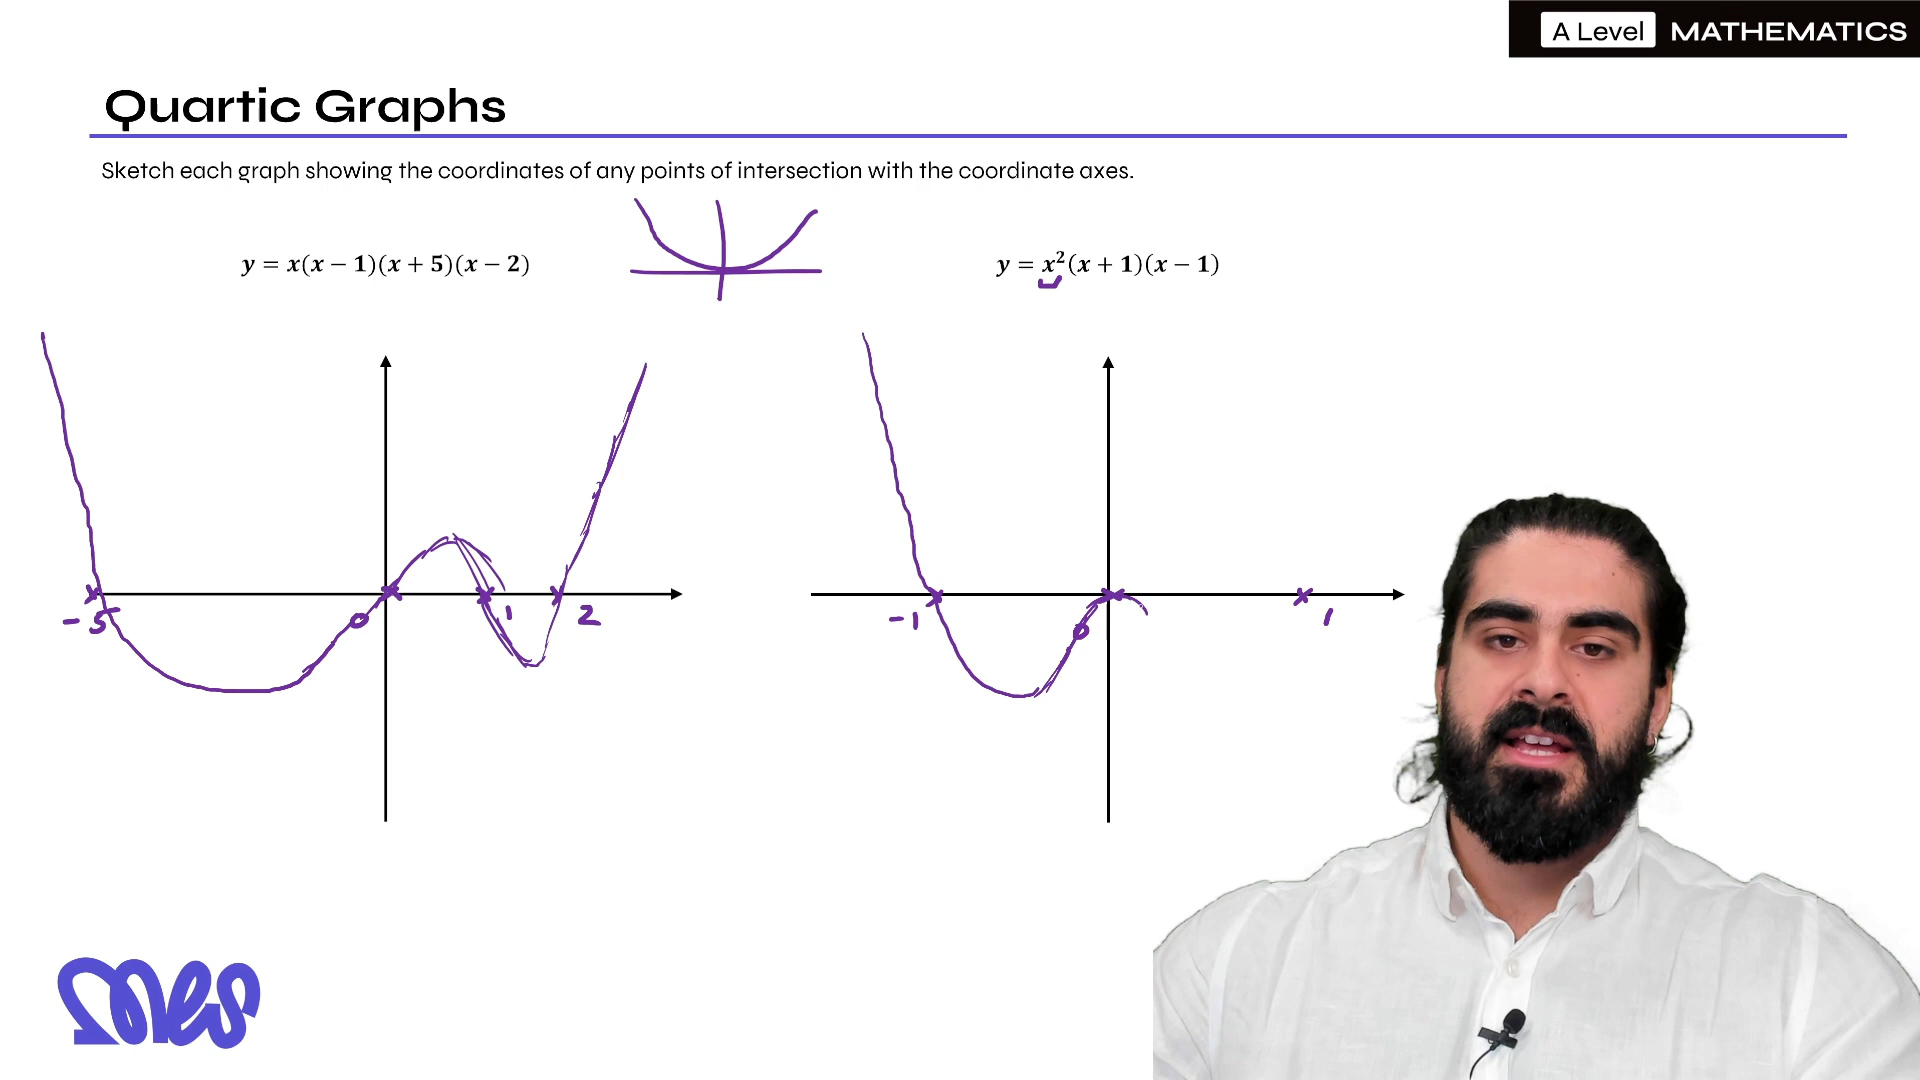 A Level MATHEMATICS
Quartic Graphs
Sketch each graph showing the coordinates of any points of intersection with the coordinate axes.
y = x(x − 1)(x + 5)(x − 2)
y = x²(x + 1)(x − 1)
-5 0 1 2
-1 0 1
mes